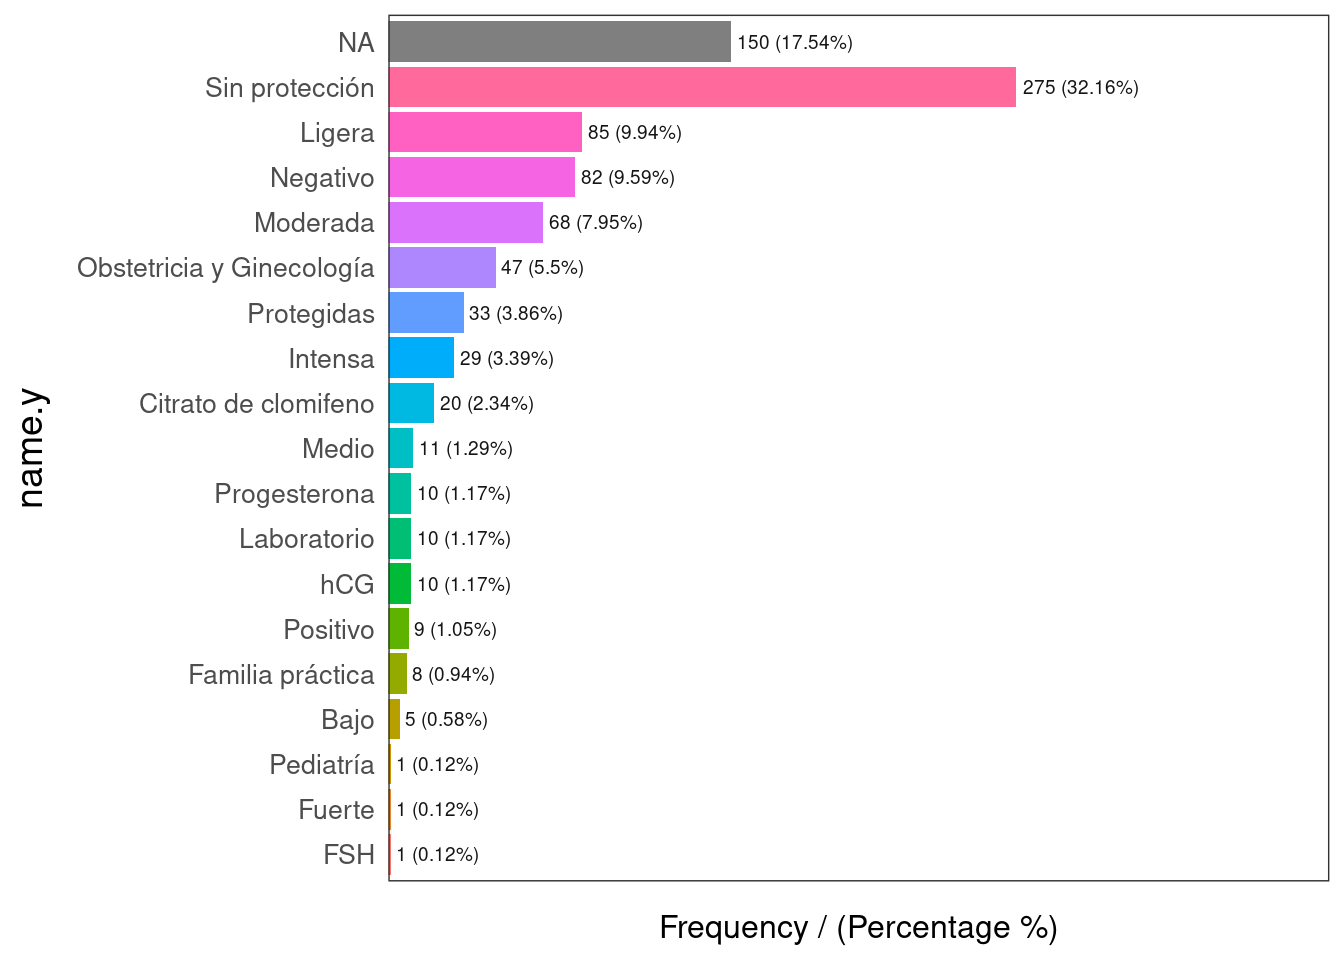 NA 150 (17.54%)
Sin protección 275 (32.16%)
Ligera 85 (9.94%)
Negativo 82 (9.59%)
Moderada 68 (7.95%)
Obstetricia y Ginecología 47 (5.5%)
Protegidas 33 (3.86%)
Intensa 29 (3.39%)
Citrato de clomifeno 20 (2.34%)
Medio 11 (1.29%)
Progesterona 10 (1.17%)
Laboratorio 10 (1.17%)
hCG 10 (1.17%)
Positivo 9 (1.05%)
Familia práctica 8 (0.94%)
Bajo 5 (0.58%)
Pediatría 1 (0.12%)
Fuerte 1 (0.12%)
FSH 1 (0.12%)
name.y
Frequency / (Percentage %)